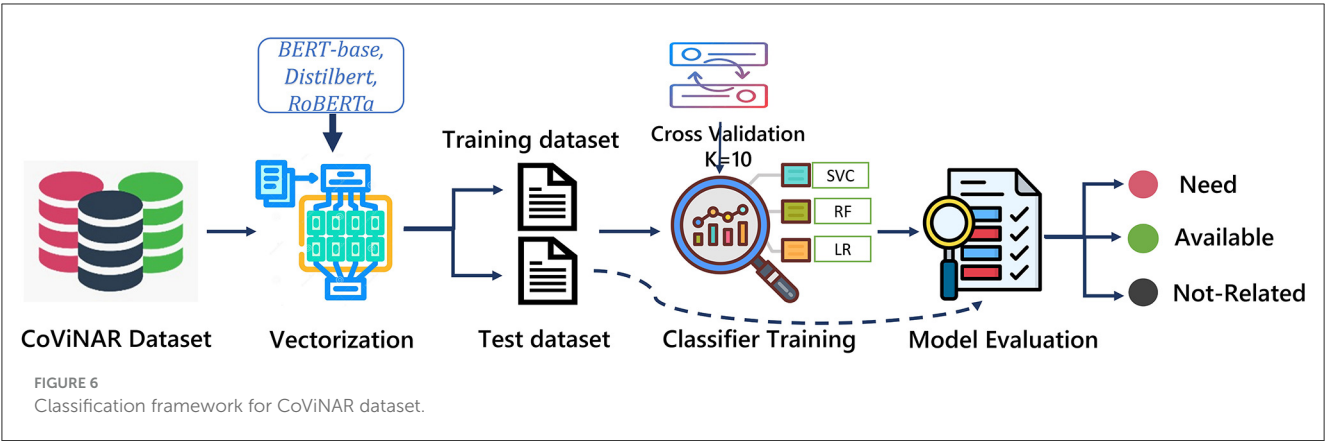 BERT-base,
Distilbert,
RoBERTa
Training dataset
Cross Validation
K=10
SVC
RF
LR
Need
Available
Not-Related
CoViNAR Dataset
Vectorization
Test dataset
Classifier Training
Model Evaluation
FIGURE 6
Classification framework for CoViNAR dataset.